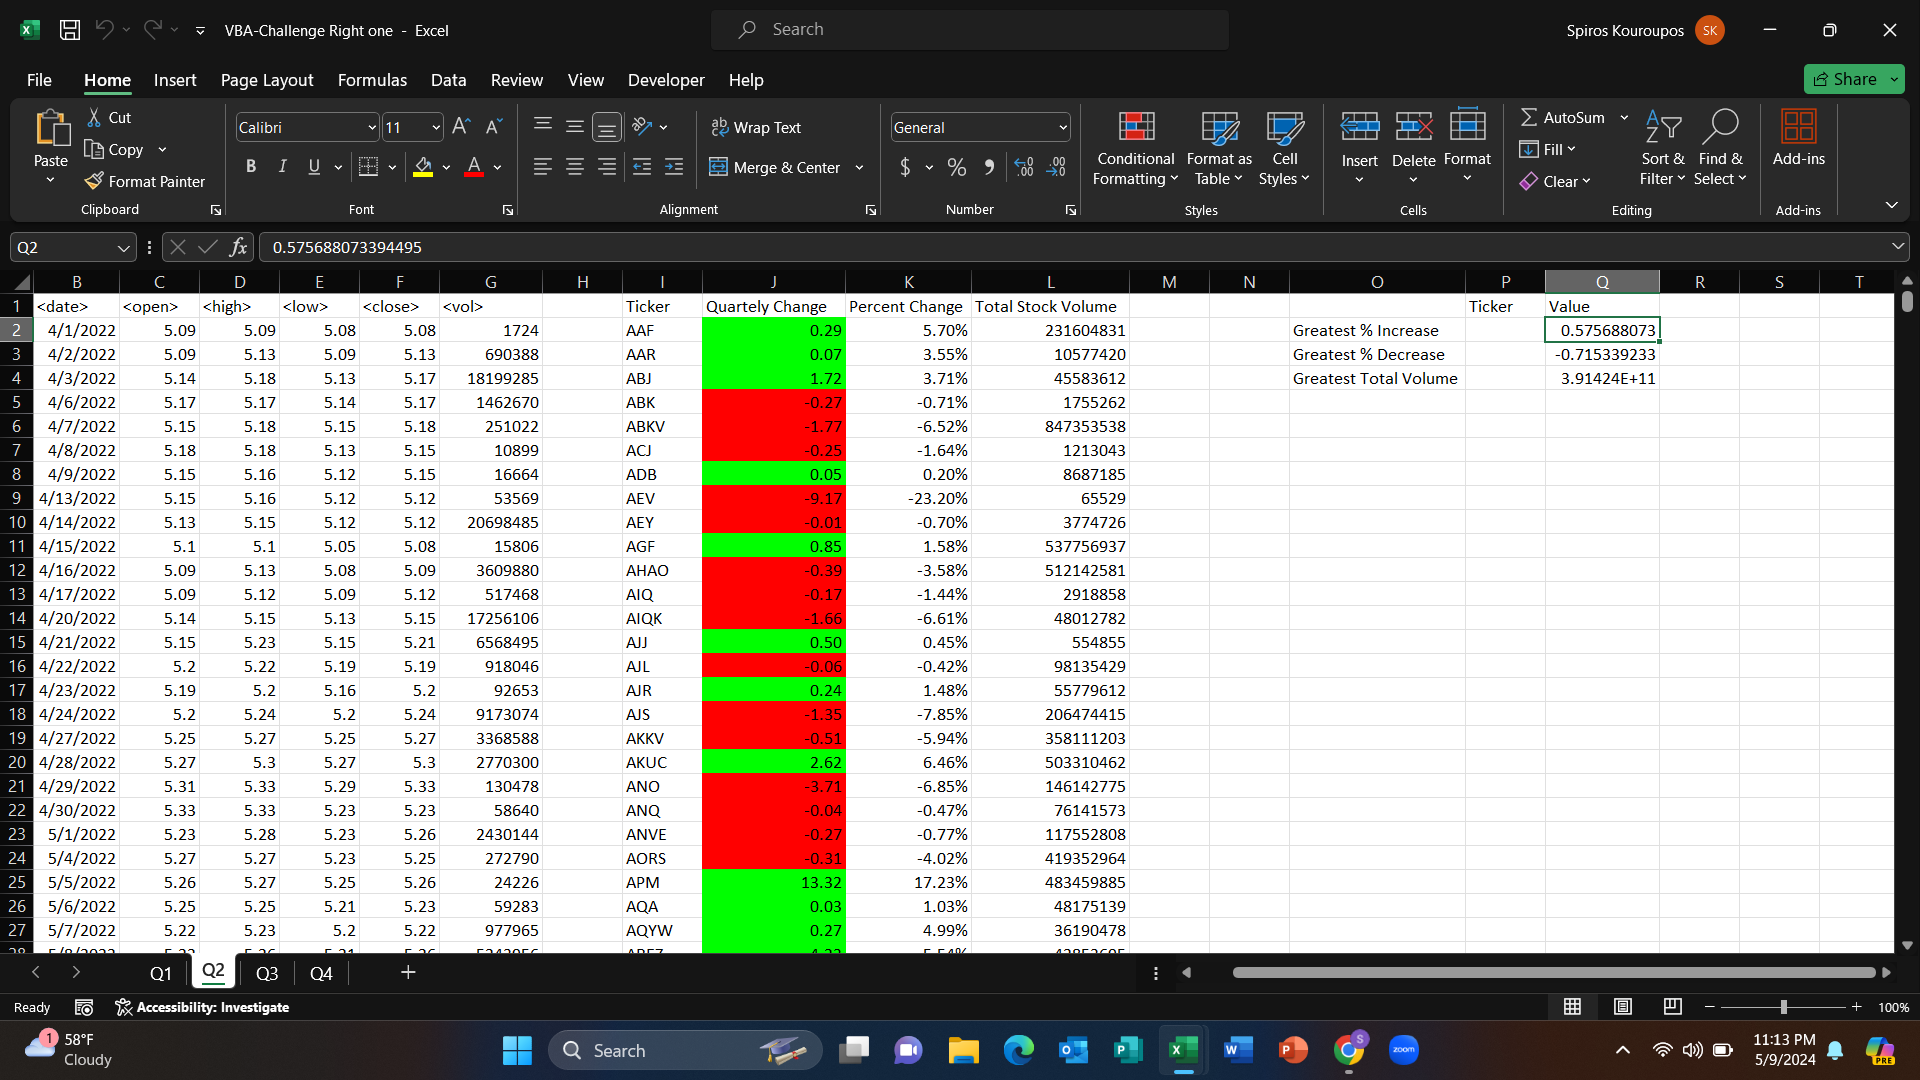 VBA-Challenge Right one - Excel
Search
Spiros Kouroupos
SK
File Home Insert Page Layout Formulas Data Review View Developer Help
Share
Paste
Cut
Copy
Format Painter
Clipboard
Calibri 11
B I U
Font
Wrap Text
Merge & Center
Alignment
General
$ % 9
Number
Conditional Formatting
Format as Table
Cell Styles
Styles
Insert Delete Format
Cells
AutoSum
Fill
Clear
Sort & Filter
Find & Select
Editing
Add-ins
Add-ins
Q2 fx 0.575688073394495
B C D E F G H I J K L M N O P Q R S T
1 <date> <open> <high> <low> <close> <vol> Ticker Quartely Change Percent Change Total Stock Volume Ticker Value
2 4/1/2022 5.09 5.09 5.08 5.08 1724 AAF 0.29 5.70% 231604831 Greatest % Increase 0.575688073
3 4/2/2022 5.09 5.13 5.09 5.13 690388 AAR 0.07 3.55% 10577420 Greatest % Decrease -0.715339233
4 4/3/2022 5.14 5.18 5.13 5.17 18199285 ABJ 1.72 3.71% 45583612 Greatest Total Volume 3.91424E+11
5 4/6/2022 5.17 5.17 5.14 5.17 1462670 ABK -0.27 -0.71% 1755262
6 4/7/2022 5.15 5.18 5.15 5.18 251022 ABKV -1.77 -6.52% 847353538
7 4/8/2022 5.18 5.18 5.13 5.15 10899 ACJ -0.25 -1.64% 1213043
8 4/9/2022 5.15 5.16 5.12 5.15 16664 ADB 0.05 0.20% 8687185
9 4/13/2022 5.15 5.16 5.12 5.12 53569 AEV -9.17 -23.20% 65529
10 4/14/2022 5.13 5.15 5.12 5.12 20698485 AEY -0.01 -0.70% 3774726
11 4/15/2022 5.1 5.1 5.05 5.08 15806 AGF 0.85 1.58% 537756937
12 4/16/2022 5.09 5.13 5.08 5.09 3609880 AHAO -0.39 -3.58% 512142581
13 4/17/2022 5.09 5.12 5.09 5.12 517468 AIQ -0.17 -1.44% 2918858
14 4/20/2022 5.14 5.15 5.13 5.15 17256106 AIQK -1.66 -6.61% 48012782
15 4/21/2022 5.15 5.23 5.15 5.21 6568495 AJJ 0.50 0.45% 554855
16 4/22/2022 5.2 5.22 5.19 5.19 918046 AJL -0.06 -0.42% 98135429
17 4/23/2022 5.19 5.2 5.16 5.2 92653 AJR 0.24 1.48% 55779612
18 4/24/2022 5.2 5.24 5.2 5.24 9173074 AJS -1.35 -7.85% 206474415
19 4/27/2022 5.25 5.27 5.25 5.27 3368588 AKKV -0.51 -5.94% 358111203
20 4/28/2022 5.27 5.3 5.27 5.3 2770300 AKUC 2.62 6.46% 503310462
21 4/29/2022 5.31 5.33 5.29 5.33 130478 ANO -3.71 -6.85% 146142775
22 4/30/2022 5.33 5.33 5.23 5.23 58640 ANQ -0.04 -0.47% 76141573
23 5/1/2022 5.23 5.28 5.23 5.26 2430144 ANVE -0.27 -0.77% 117552808
24 5/4/2022 5.27 5.27 5.23 5.25 272790 AORS -0.31 -4.02% 419352964
25 5/5/2022 5.26 5.27 5.25 5.26 24226 APM 13.32 17.23% 483459885
26 5/6/2022 5.25 5.25 5.21 5.23 59283 AQA 0.03 1.03% 48175139
27 5/7/2022 5.22 5.23 5.2 5.22 977965 AQYW 0.27 4.99% 36190478
Q1 Q2 Q3 Q4
Ready
Accessibility: Investigate
100%
1
58°F
Cloudy
Search
zoom
11:13 PM
5/9/2024
PRE